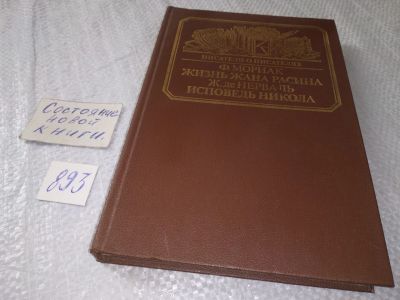 ПИСАТЕЛИ О ПИСАТЕЛЯХ
Ф. МОРИАК
ЖИЗНЬ ЖАНА РАСИНА
Ж. де НЕРВАЛЬ
ИСПОВЕДЬ НИКОЛА
Состояние
новой
книги.
893